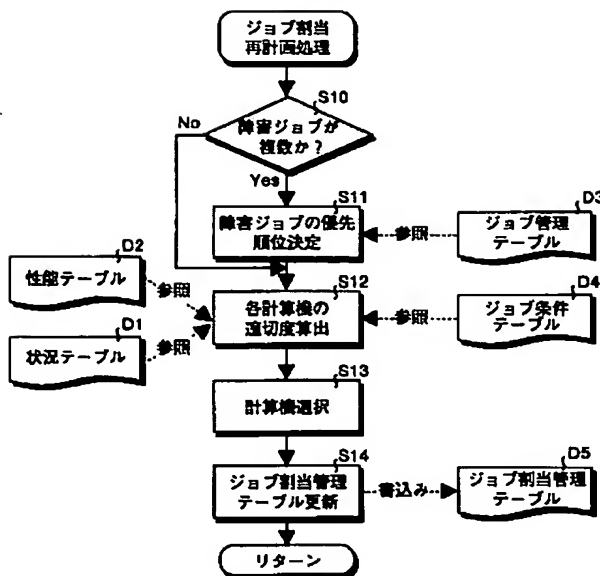 ジョブ割当
再計画処理
S10
No
障害ジョブが
複数か?
Yes
S11
D3
障害ジョブの優先
順位決定
参照
ジョブ管理
テーブル
D2
性能テーブル
参照
S12
D4
各計算機の
適切度算出
参照
ジョブ条件
テーブル
D1
状況テーブル
参照
S13
計算機選択
S14
D5
ジョブ割当管理
テーブル更新
書込み
ジョブ割当管理
テーブル
リターン